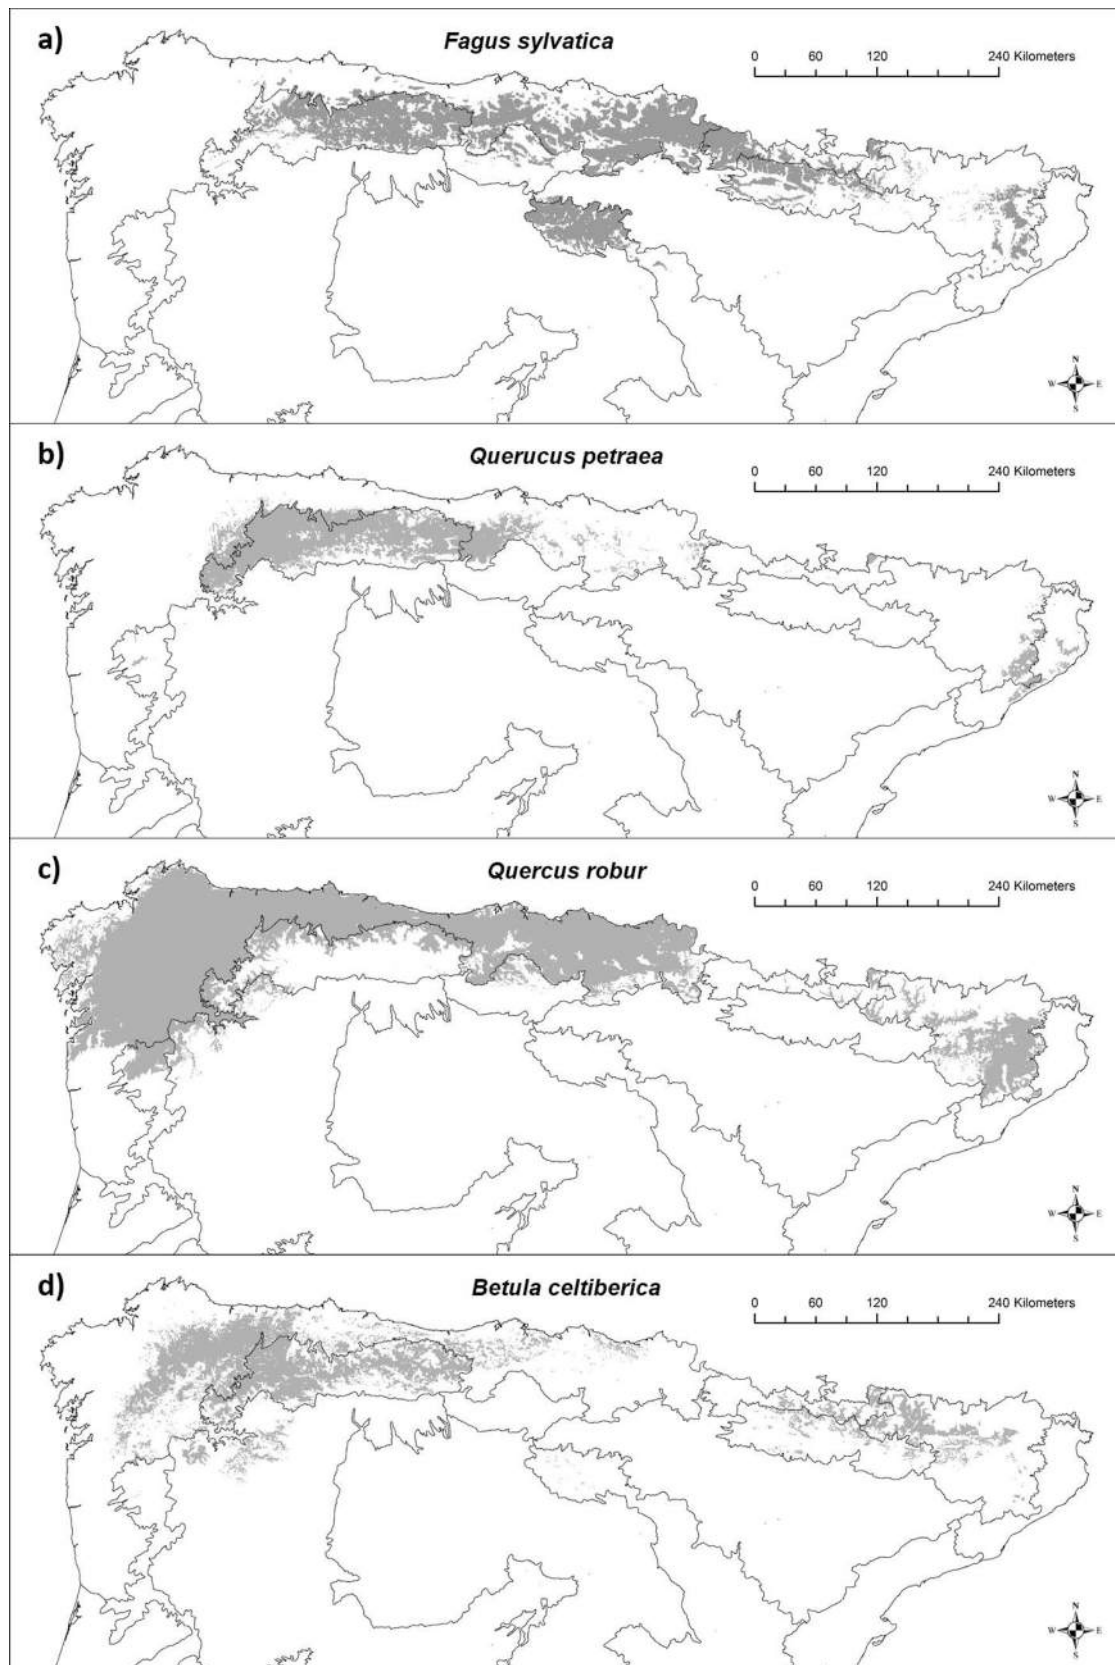 a)
Fagus sylvatica
0 60 120 240 Kilometers
N
W E
S
b)
Querucus petraea
0 60 120 240 Kilometers
N
W E
S
c)
Quercus robur
0 60 120 240 Kilometers
N
W E
S
d)
Betula celtiberica
0 60 120 240 Kilometers
N
W E
S